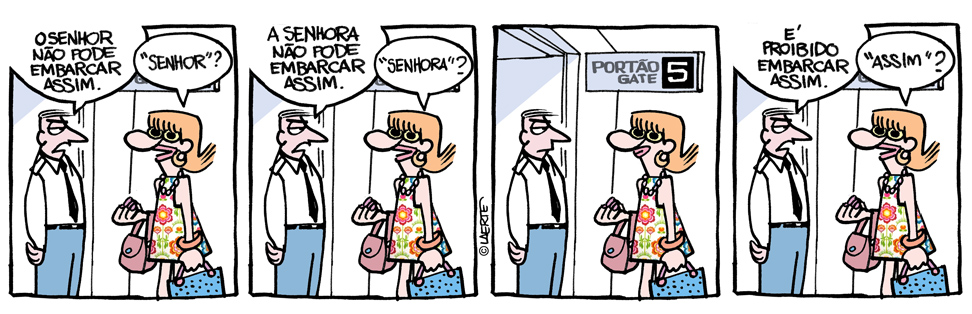 O SENHOR
NÃO PODE
EMBARCAR
ASSIM.
"SENHOR"?
A SENHORA
NÃO PODE
EMBARCAR
ASSIM.
"SENHORA"?
© LAERTE
PORTÃO
GATE 5
E'
PROIBIDO
EMBARCAR
ASSIM.
"ASSIM"?